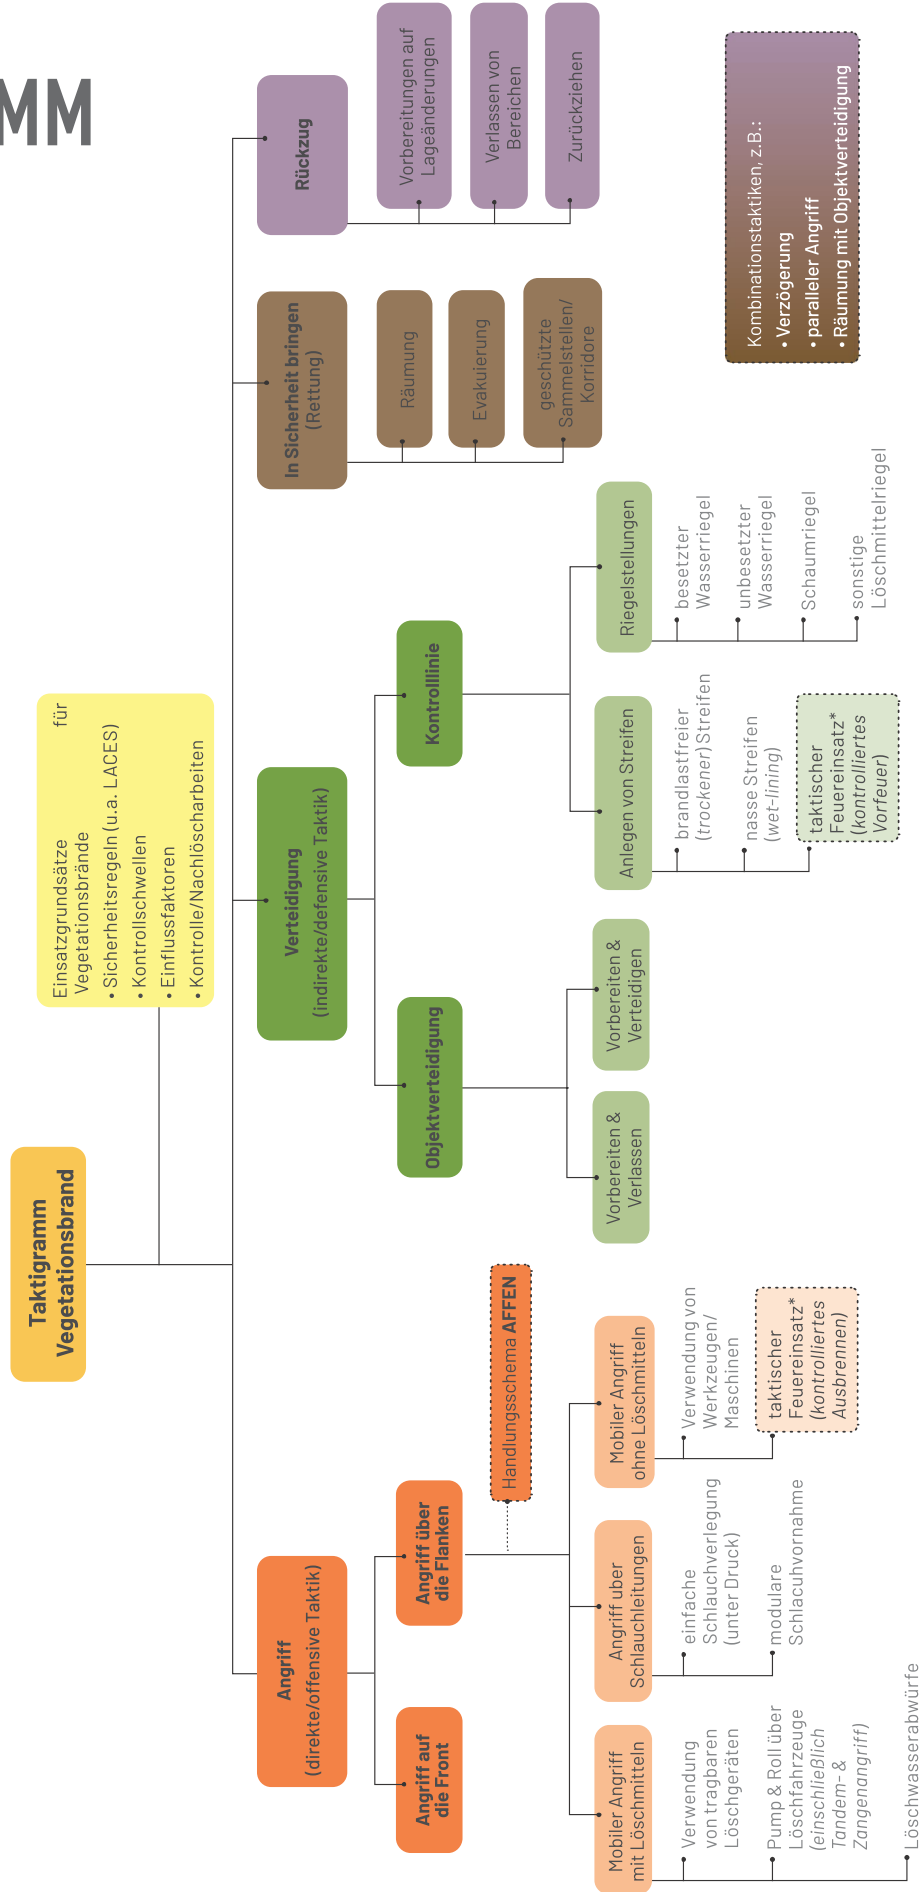 MM
Taktigramm
Vegetationsbrand
Einsatzgrundsätze für
Vegetationsbrände
• Sicherheitsregeln (u.a. LACES)
• Kontrollschwellen
• Einflussfaktoren
• Kontrolle/Nachlöscharbeiten
Angriff
(direkte/offensive Taktik)
Angriff auf
die Front
Angriff über
die Flanken
Handlungsschema AFFEN
Mobiler Angriff
mit Löschmitteln
Verwendung
von tragbaren
Löschgeräten
Pump & Roll über
Löschfahrzeuge
(einschließlich
Tandem- &
Zangenangriff)
Löschwasserabwürfe
Angriff über
Schlauchleitungen
einfache
Schlauchverlegung
(unter Druck)
modulare
Schlacuhvornahme
Mobiler Angriff
ohne Löschmitteln
Verwendung von
Werkzeugen/
Maschinen
taktischer
Feuereinsatz*
(kontrolliertes
Ausbrennen)
Verteidigung
(indirekte/defensive Taktik)
Objektverteidigung
Vorbereiten &
Verlassen
Vorbereiten &
Verteidigen
Kontrolllinie
Anlegen von Streifen
brandlastfreier
(trockener) Streifen
nasse Streifen
(wet-lining)
taktischer
Feuereinsatz*
(kontrolliertes
Vorfeuer)
Riegelstellungen
besetzter
Wasserriegel
unbesetzter
Wasserriegel
Schaumriegel
sonstige
Löschmittelriegel
In Sicherheit bringen
(Rettung)
Räumung
Evakuierung
geschützte
Sammelstellen/
Korridore
Rückzug
Vorbereitungen auf
Lageänderungen
Verlassen von
Bereichen
Zurückziehen
Kombinationstaktiken, z.B.:
• Verzögerung
• paralleler Angriff
• Räumung mit Objektverteidigung